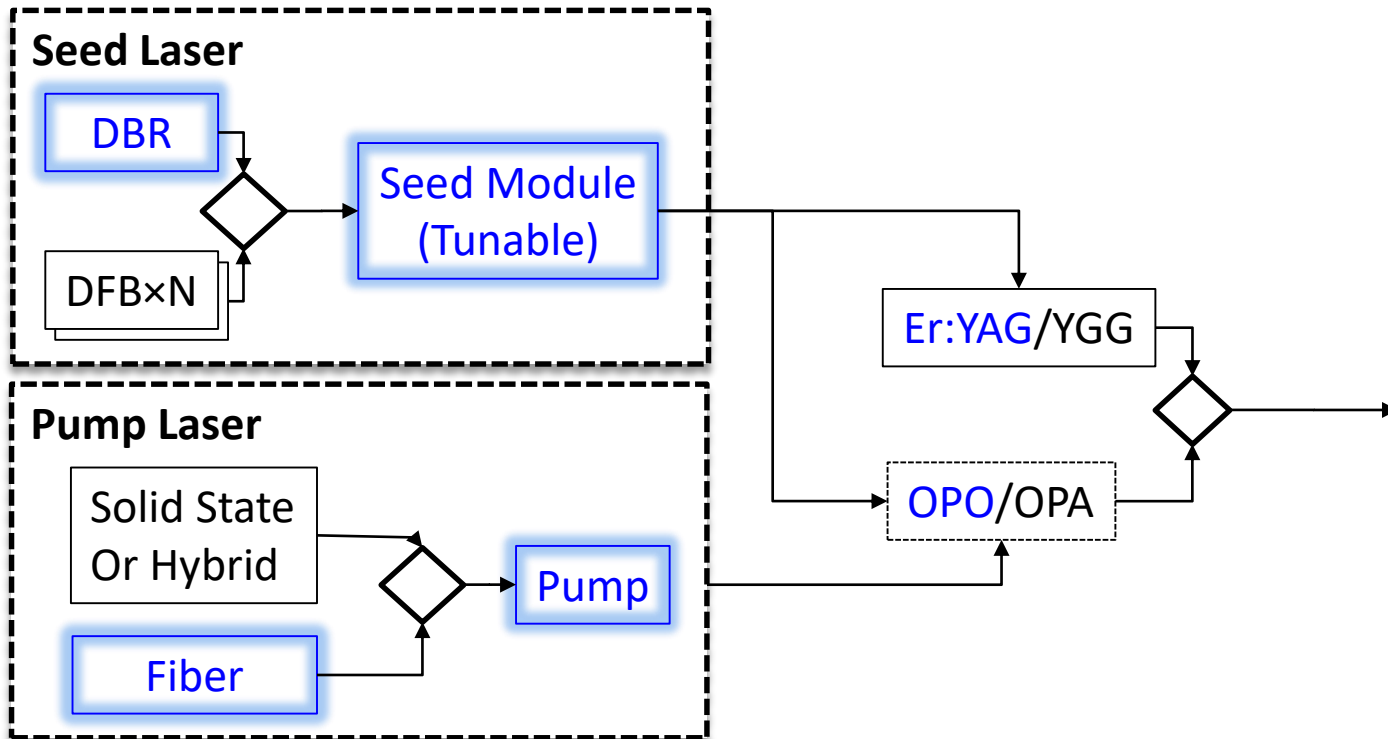 Seed Laser
DBR
Seed Module
(Tunable)
DFB×N
Er:YAG/YGG
Pump Laser
Solid State
Or Hybrid
OPO/OPA
Pump
Fiber